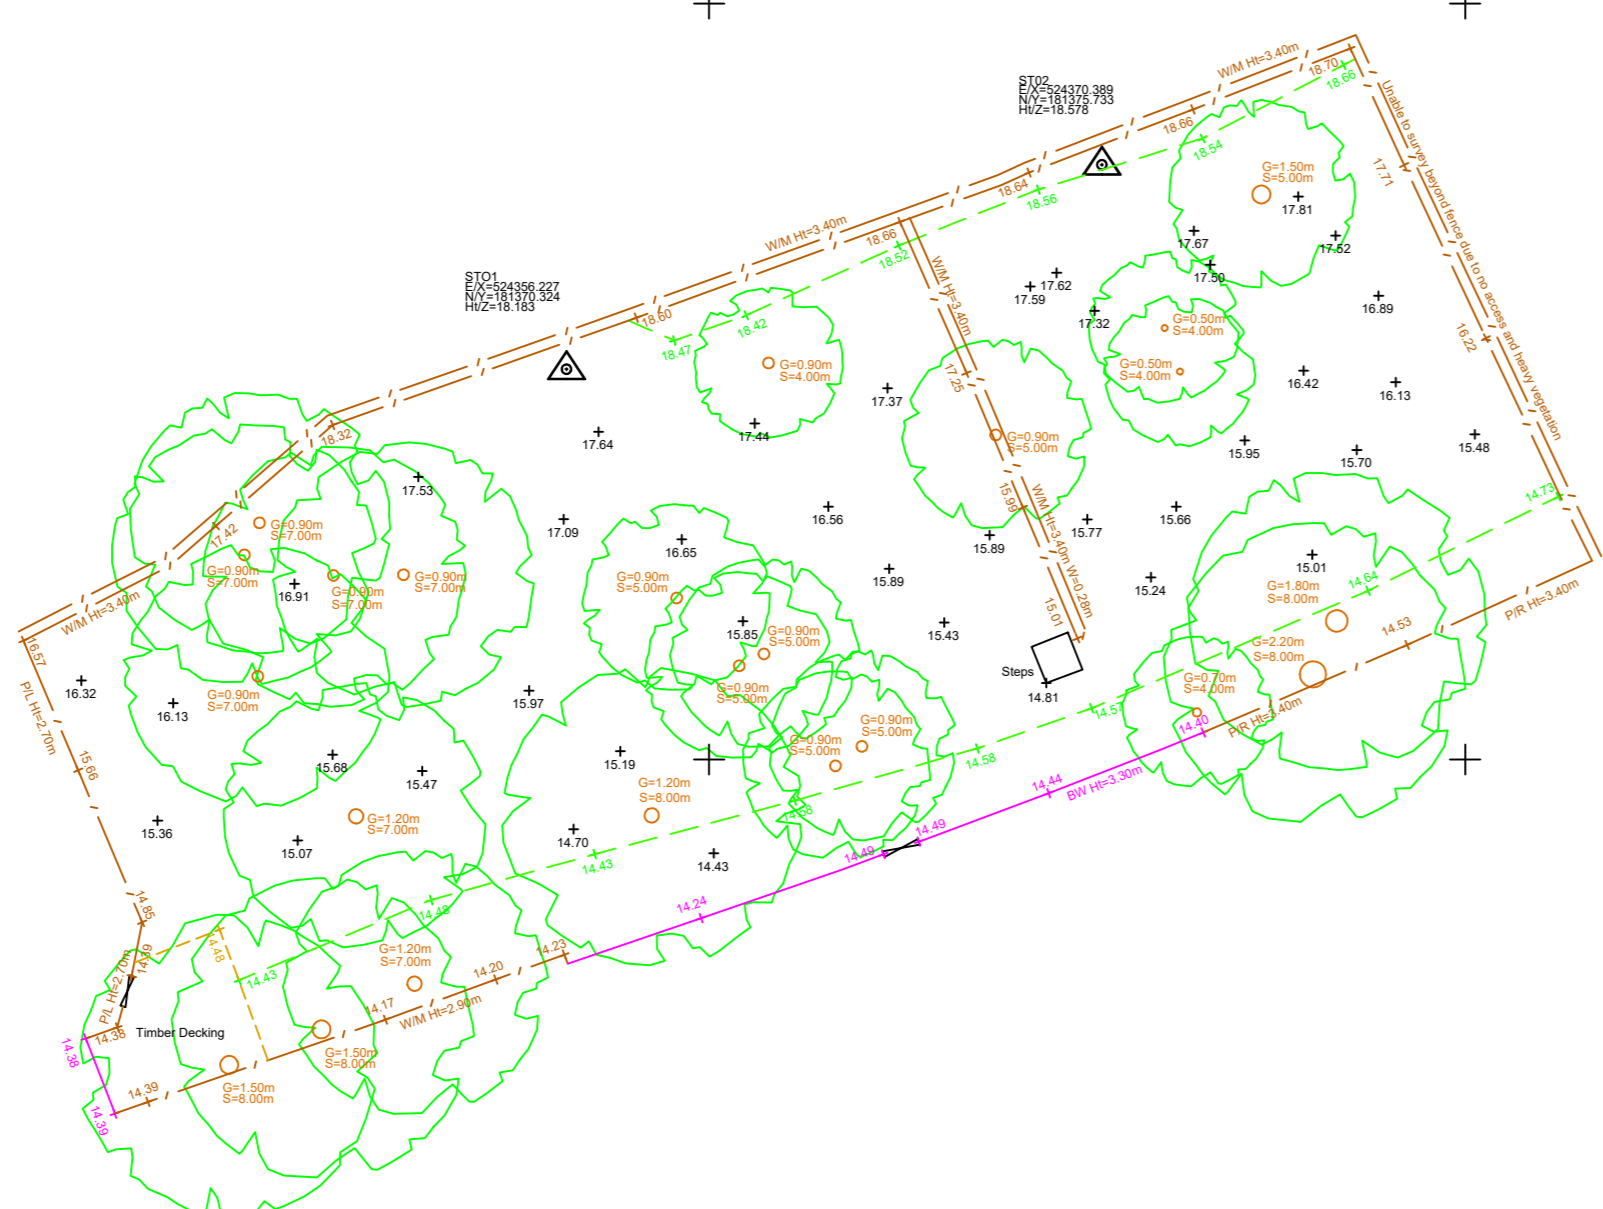 W/M Ht=3.40m
18.70
18.66
ST02
E/X=524370.389
N/Y=181375.733
Ht/Z=18.578
Unable to survey beyond fence due to no access and heavy vegetation
18.66
18.54
17.71
G=1.50m
S=5.00m
17.81
18.64
18.56
W/M Ht=3.40m
18.66
18.52
17.67
17.52
17.50
STO1
E/X=524356.227
N/Y=181370.324
Ht/Z=18.183
W/M Ht=3.40m
17.62
17.59
16.89
17.32
18.60
18.42
18.47
G=0.50m
S=4.00m
16.22
G=0.90m
S=4.00m
G=0.50m
S=4.00m
17.25
17.37
16.42
16.13
17.64
17.44
18.32
G=0.90m
S=5.00m
15.95
15.70
15.48
17.53
15.99
W/M Ht=3.40m W=0.28m
14.73
17.42
G=0.90m
S=7.00m
17.09
16.56
15.77
15.66
16.65
15.89
15.89
15.01
G=0.90m
S=7.00m
G=0.90m
S=7.00m
G=0.90m
S=7.00m
16.91
G=0.90m
S=5.00m
15.24
G=1.80m
S=8.00m
14.64
P/R Ht=3.40m
W/M Ht=3.40m
15.85
15.43
15.01
14.53
16.57
G=0.90m
S=5.00m
G=2.20m
S=8.00m
Steps
16.32
P/L Ht=2.70m
G=0.90m
S=7.00m
16.13
15.97
G=0.90m
S=5.00m
14.81
G=0.70m
S=4.00m
14.57
14.40
P/R Ht=3.40m
G=0.90m
S=5.00m
G=0.90m
S=5.00m
15.66
15.68
15.47
15.19
14.58
14.44
BW Ht=3.30m
G=1.20m
S=8.00m
15.36
G=1.20m
S=7.00m
15.07
14.70
14.58
14.49
14.49
14.43
14.43
14.85
14.48
14.24
14.39
14.48
G=1.20m
S=7.00m
14.23
P/L Ht=2.70m
14.43
14.20
14.17
W/M Ht=2.90m
Timber Decking
14.38
14.38
G=1.50m
S=8.00m
14.39
G=1.50m
S=8.00m
14.39